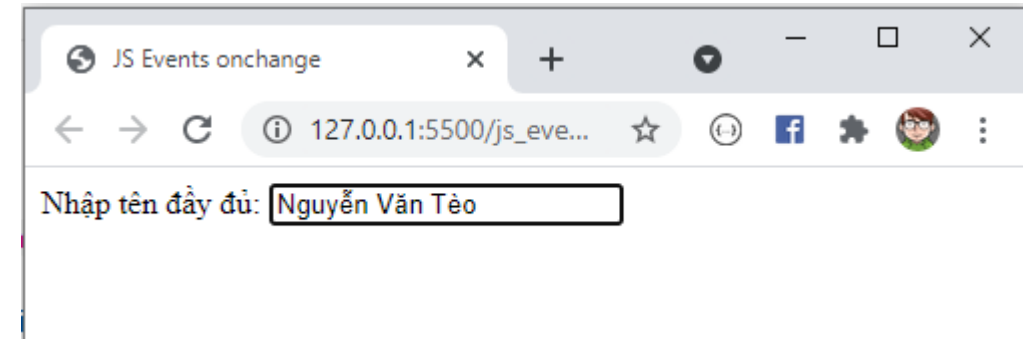 JS Events onchange
127.0.0.1:5500/js_eve...
Nhập tên đầy đủ: Nguyễn Văn Tèo